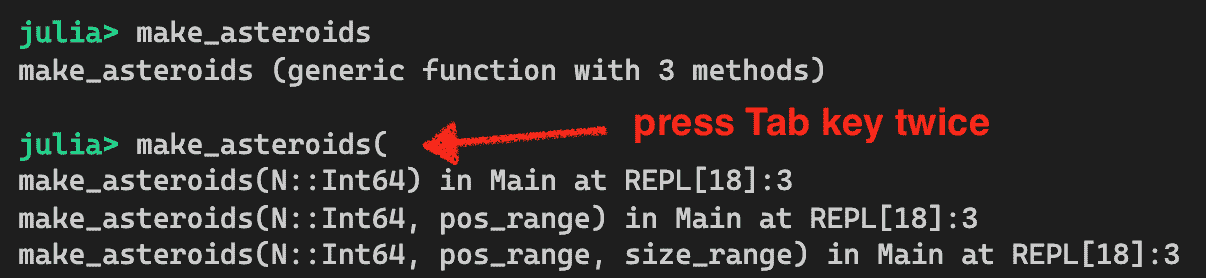 julia> make_asteroids
make_asteroids (generic function with 3 methods)
julia> make_asteroids(
press Tab key twice
make_asteroids(N::Int64) in Main at REPL[18]:3
make_asteroids(N::Int64, pos_range) in Main at REPL[18]:3
make_asteroids(N::Int64, pos_range, size_range) in Main at REPL[18]:3